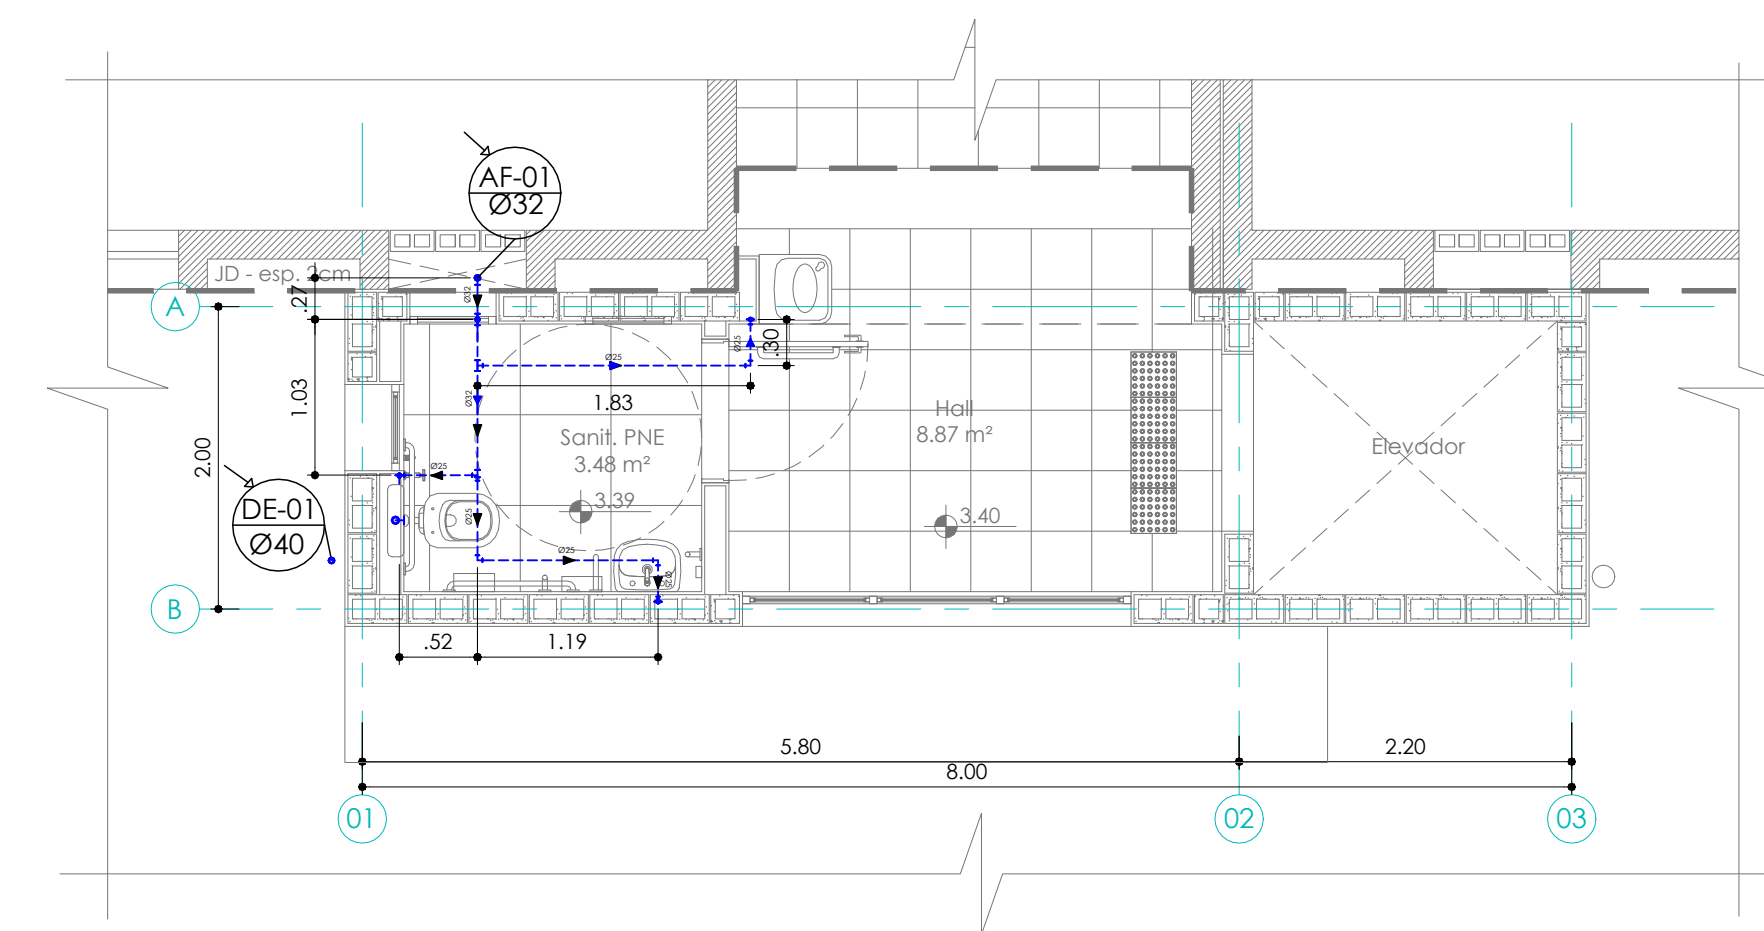 AF-01
Ø32
JD - esp. 2cm
.27
Ø32
A
Ø25
.30
Ø25
1.03
Ø32
1.83
Hall
8.87 m²
Sanit. PNE
3.48 m²
Elevador
2.00
Ø25
3.39
3.40
DE-01
Ø40
Ø25
Ø25
Ø25
B
.52
1.19
5.80
2.20
8.00
01
02
03